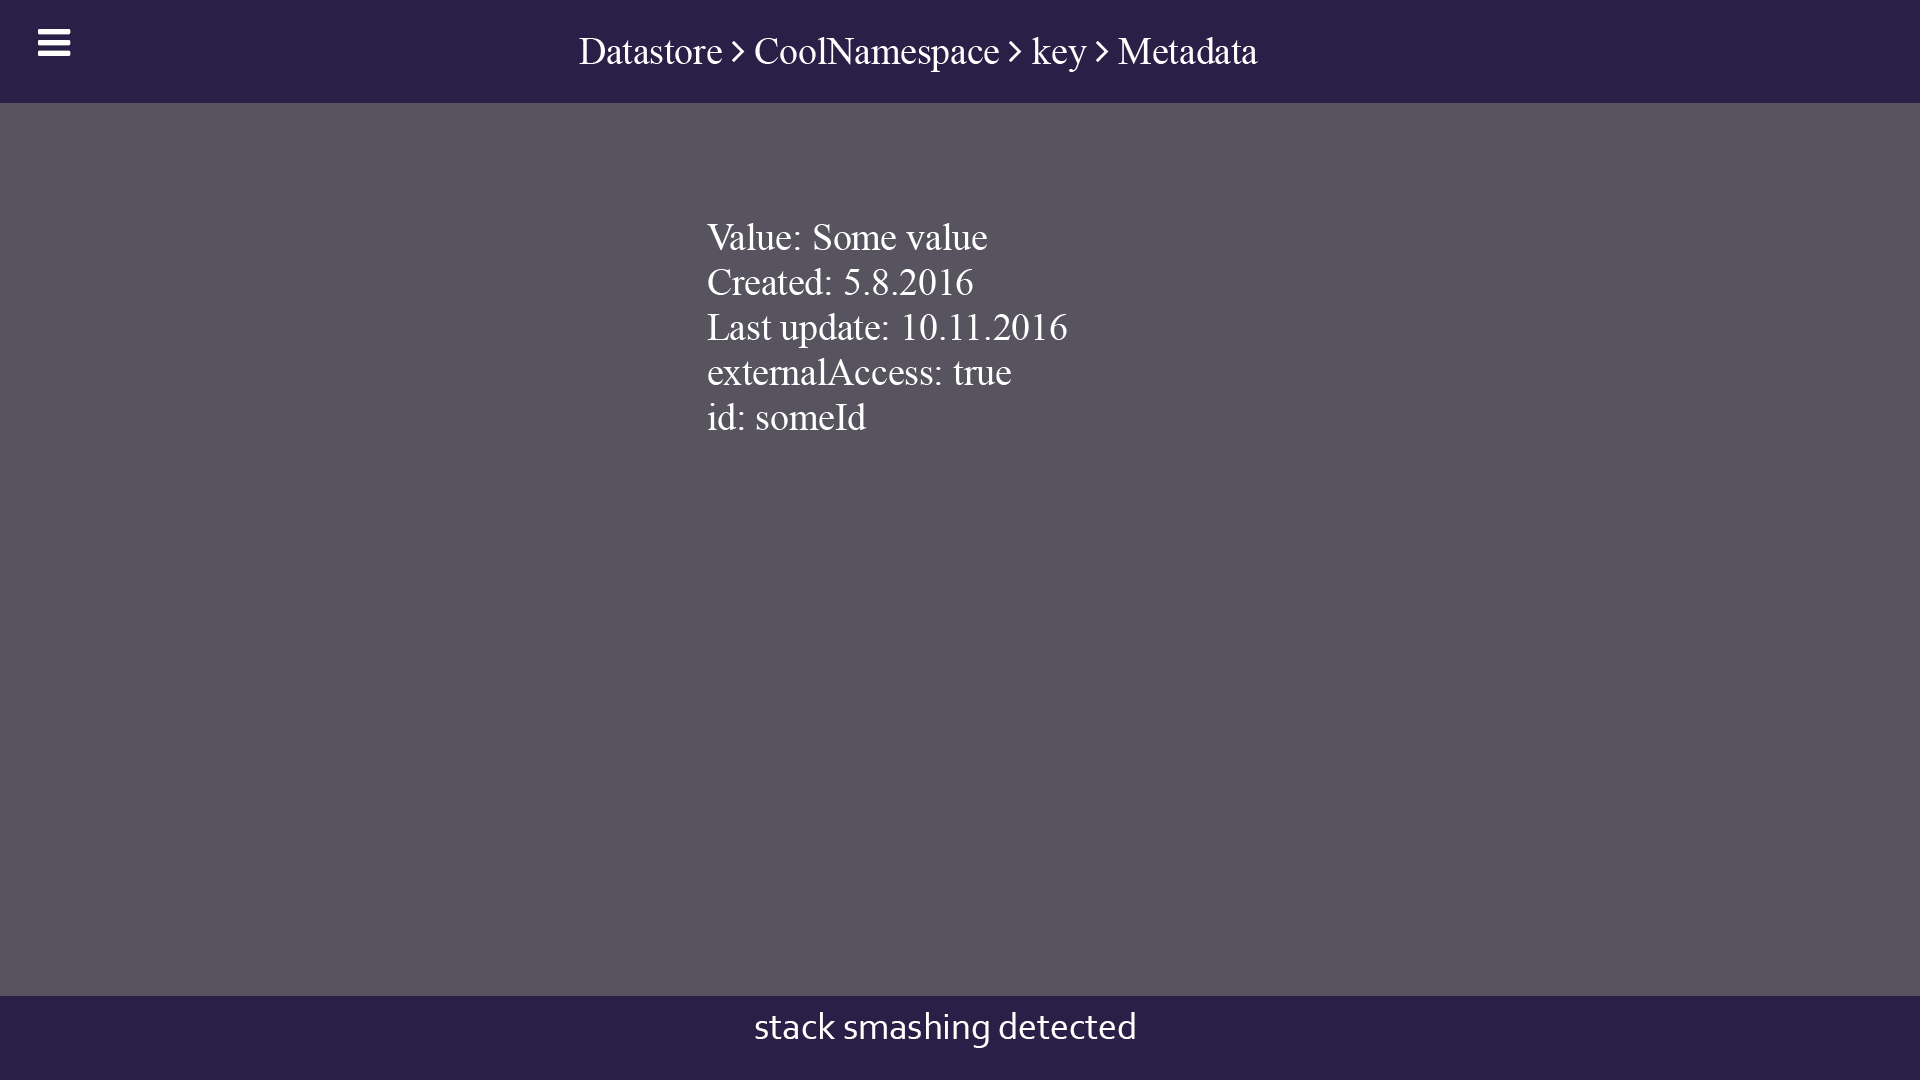 Datastore > CoolNamespace > key > Metadata
Value: Some value
Created: 5.8.2016
Last update: 10.11.2016
externalAccess: true
id: someId
stack smashing detected